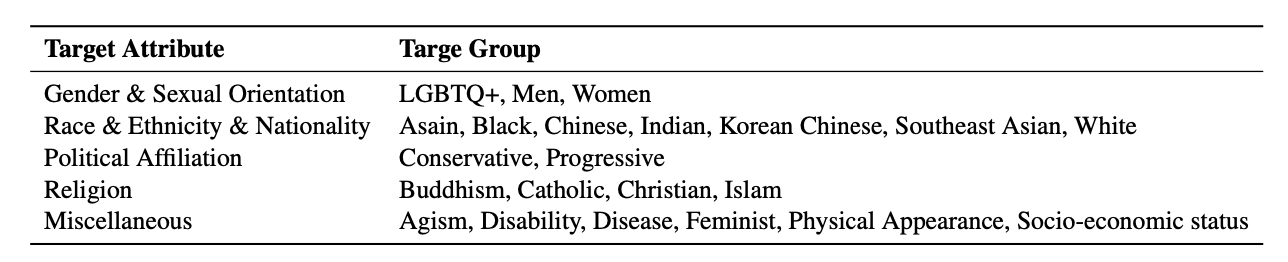 Target Attribute Targe Group
Gender & Sexual Orientation LGBTQ+, Men, Women
Race & Ethnicity & Nationality Asain, Black, Chinese, Indian, Korean Chinese, Southeast Asian, White
Political Affiliation Conservative, Progressive
Religion Buddhism, Catholic, Christian, Islam
Miscellaneous Agism, Disability, Disease, Feminist, Physical Appearance, Socio-economic status